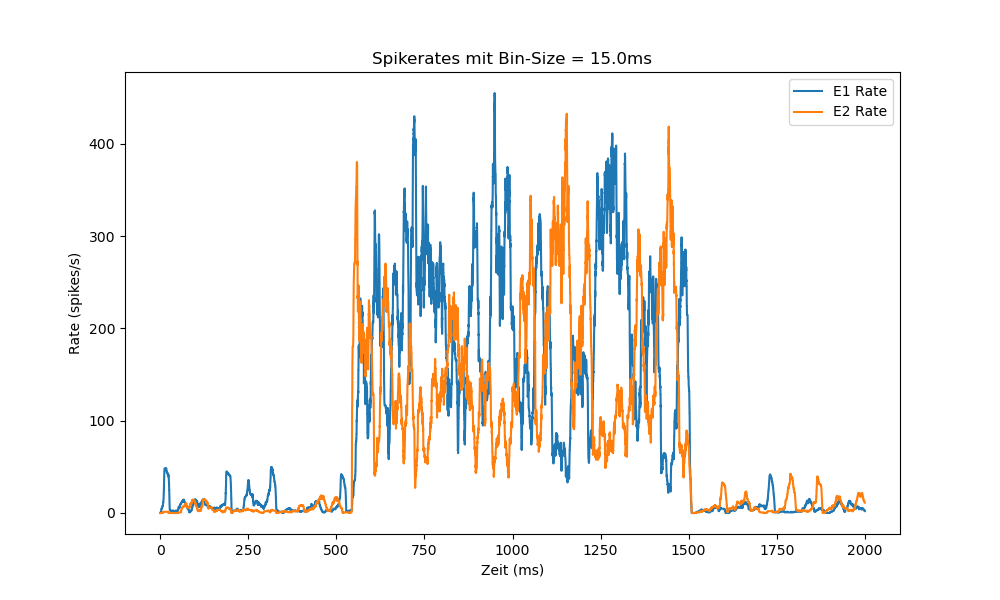 Spikerates mit Bin-Size = 15.0ms
E1 Rate
E2 Rate
Rate (spikes/s)
400
300
200
100
0
0 250 500 750 1000 1250 1500 1750 2000
Zeit (ms)